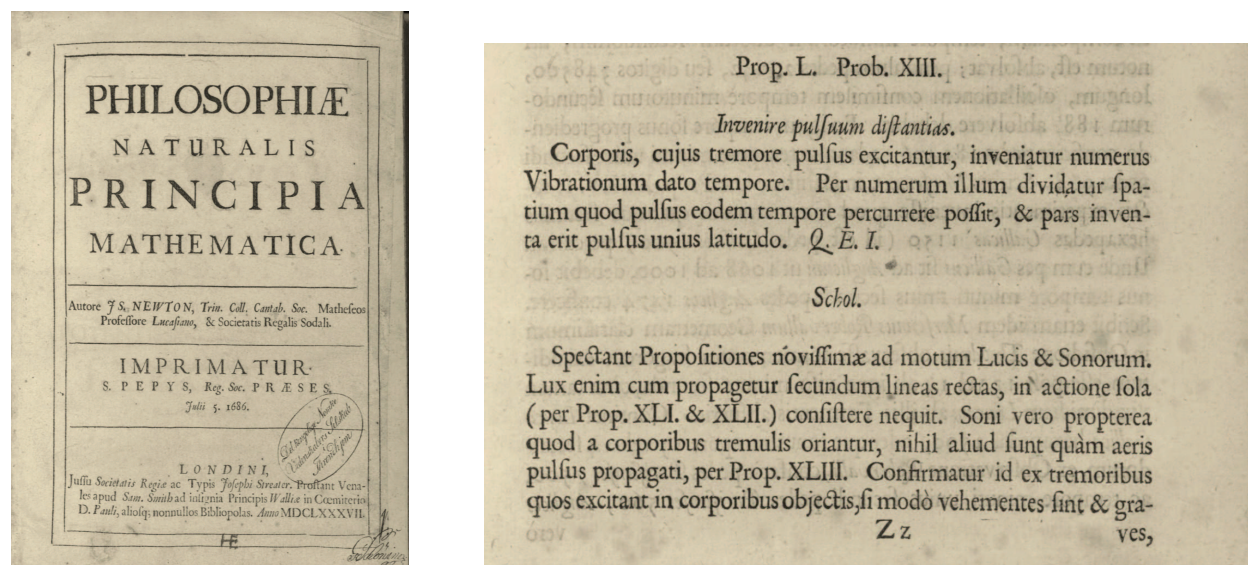 PHILOSOPHIÆ
NATURALIS
PRINCIPIA
MATHEMATICA.
Autore JS. NEWTON, Trin. Coll. Cantab. Soc. Matheseos
Professore Lucasiano, & Societatis Regalis Sodali.
IMPRIMATUR.
S. PEPYS, Reg. Soc. PRÆSES.
Julii 5. 1686.
LONDINI,
Jussu Societatis Regiæ ac Typis Josephi Streater. Prostant Vena-
les apud Sam. Smith ad insignia Principis Walliæ in Cœmiterio
D. Pauli, aliosq; nonnullos Bibliopolas. Anno MDCLXXXVII.
Prop. L. Prob. XIII.
Invenire pulſuum diſtantias.
Corporis, cujus tremore pulſus excitantur, inveniatur numerus
Vibrationum dato tempore. Per numerum illum dividatur ſpa-
tium quod pulſus eodem tempore percurrere poſſit, & pars inven-
ta erit pulſus unius latitudo. Q. E. I.
Schol.
Spectant Propoſitiones noviſſimæ ad motum Lucis & Sonorum.
Lux enim cum propagetur ſecundum lineas rectas, in actione ſola
(per Prop. XLI. & XLII.) conſiſtere nequit. Soni vero propterea
quod a corporibus tremulis oriantur, nihil aliud ſunt quàm aeris
pulſus propagati, per Prop. XLIII. Confirmatur id ex tremoribus
quos excitant in corporibus objectis, ſi modò vehementes ſint & gra-
Zz ves,